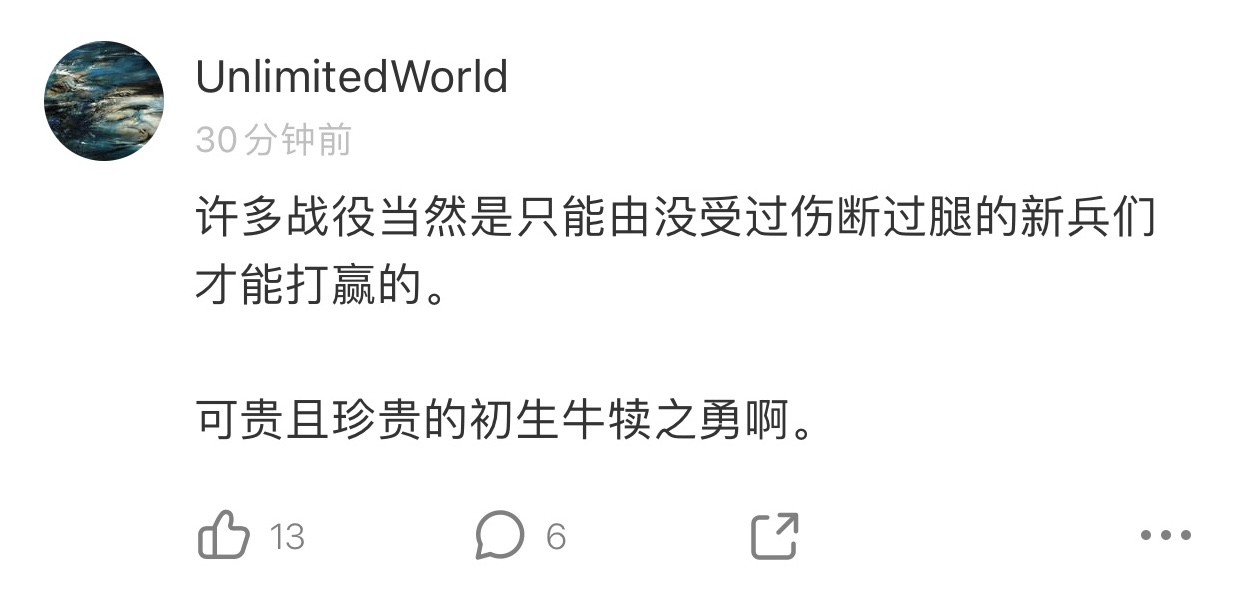 UnlimitedWorld
30分钟前
许多战役当然是只能由没受过伤断过腿的新兵们
才能打赢的。
可贵且珍贵的初生牛犊之勇啊。
13
6